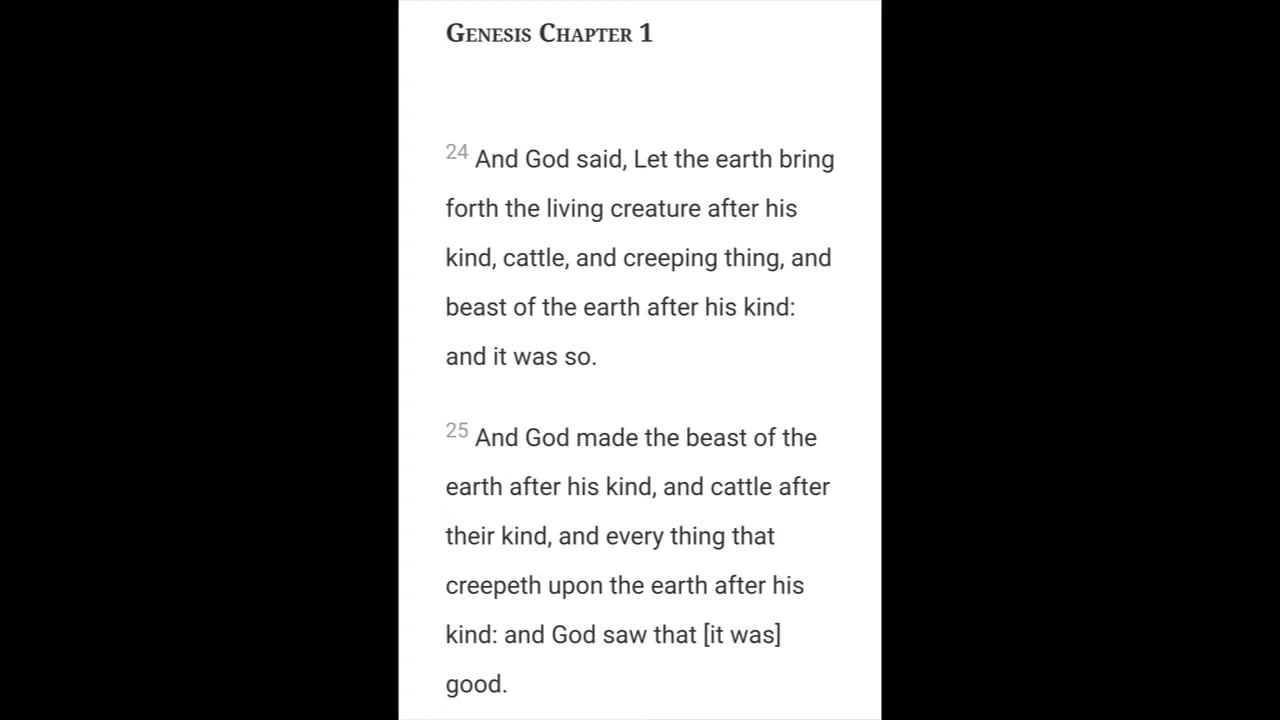 Genesis Chapter 1
24 And God said, Let the earth bring
forth the living creature after his
kind, cattle, and creeping thing, and
beast of the earth after his kind:
and it was so.
25 And God made the beast of the
earth after his kind, and cattle after
their kind, and every thing that
creepeth upon the earth after his
kind: and God saw that [it was]
good.